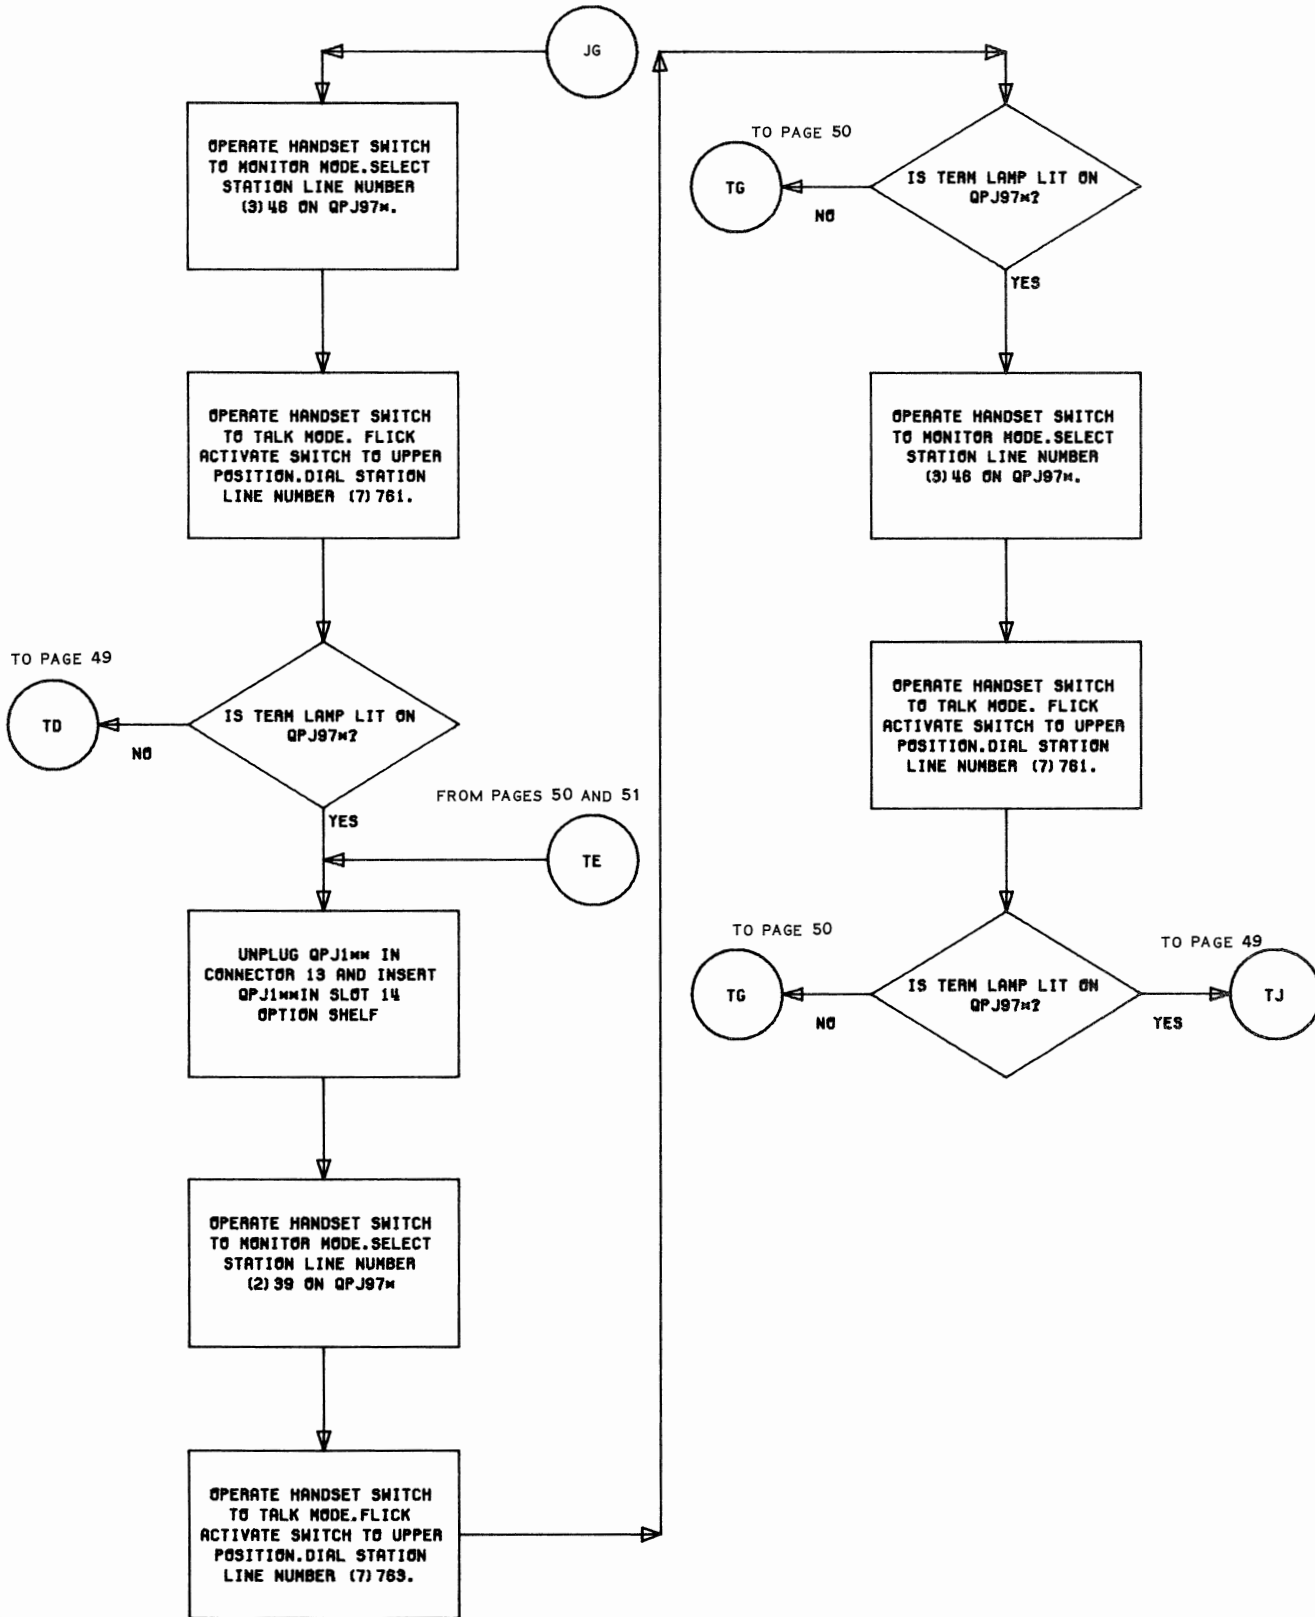 JG
OPERATE HANDSET SWITCH
TO MONITOR MODE.SELECT
STATION LINE NUMBER
(3)46 ON QPJ97*.
OPERATE HANDSET SWITCH
TO TALK MODE. FLICK
ACTIVATE SWITCH TO UPPER
POSITION.DIAL STATION
LINE NUMBER (7)761.
TO PAGE 49
TD
NO
IS TERM LAMP LIT ON
QPJ97*?
YES
FROM PAGES 50 AND 51
TE
UNPLUG QPJ1** IN
CONNECTOR 13 AND INSERT
QPJ1**IN SLOT 14
OPTION SHELF
OPERATE HANDSET SWITCH
TO MONITOR MODE.SELECT
STATION LINE NUMBER
(2)39 ON QPJ97*
OPERATE HANDSET SWITCH
TO TALK MODE.FLICK
ACTIVATE SWITCH TO UPPER
POSITION.DIAL STATION
LINE NUMBER (7)763.
TO PAGE 50
TG
NO
IS TERM LAMP LIT ON
QPJ97*?
YES
OPERATE HANDSET SWITCH
TO MONITOR MODE.SELECT
STATION LINE NUMBER
(3)46 ON QPJ97*.
OPERATE HANDSET SWITCH
TO TALK MODE. FLICK
ACTIVATE SWITCH TO UPPER
POSITION.DIAL STATION
LINE NUMBER (7)761.
TO PAGE 50
TG
NO
IS TERM LAMP LIT ON
QPJ97*?
YES
TO PAGE 49
TJ